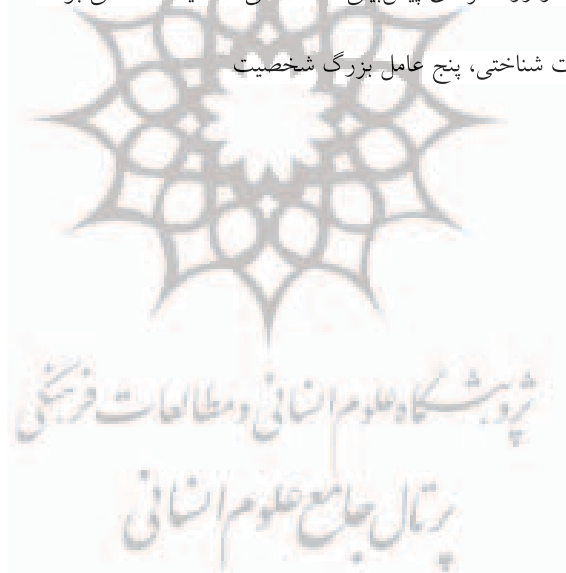 ت شناختی، پنج عامل بزرگ شخصیت
پژوهشگاه علوم انسانی و مطالعات فرهنگی
پرتال جامع علوم انسانی